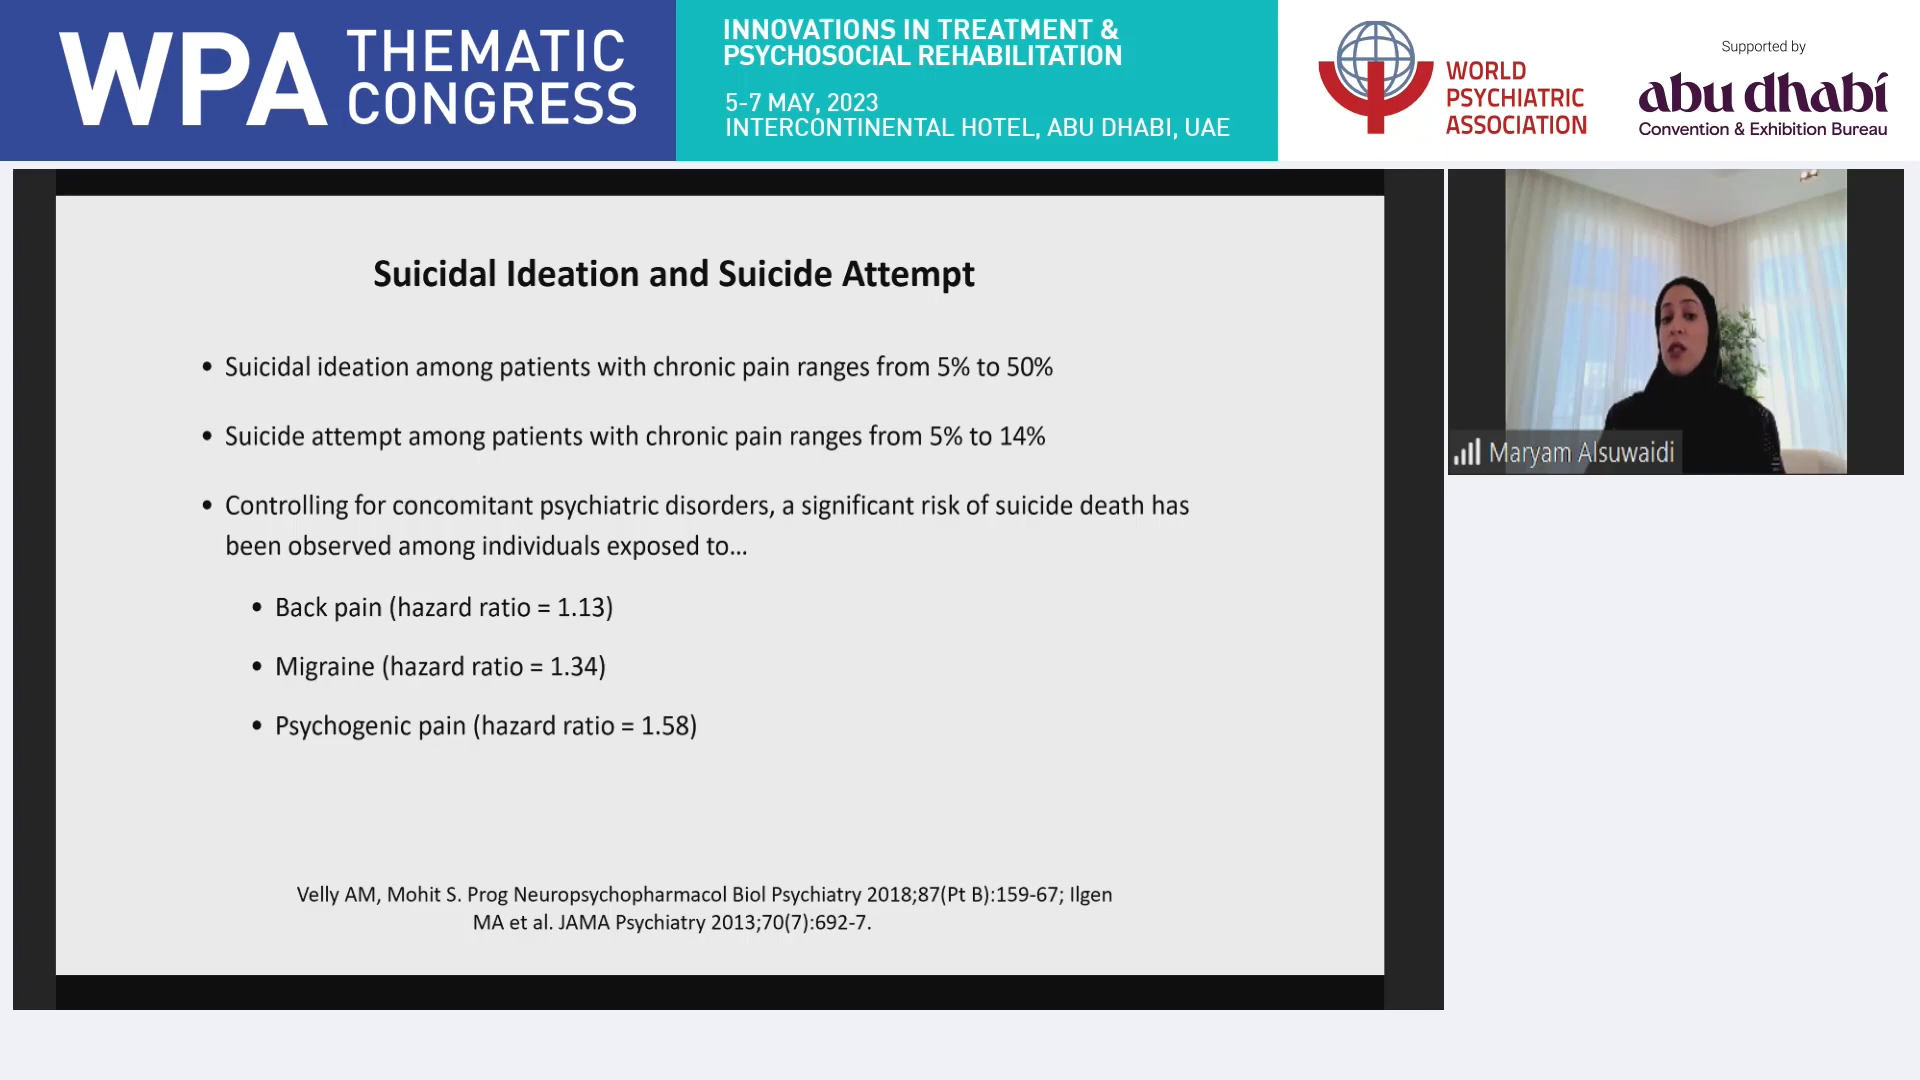 WPA THEMATIC
CONGRESS
INNOVATIONS IN TREATMENT &
PSYCHOSOCIAL REHABILITATION
5-7 MAY, 2023
INTERCONTINENTAL HOTEL, ABU DHABI, UAE
WORLD
PSYCHIATRIC
ASSOCIATION
Supported by
abu dhabi
Convention & Exhibition Bureau
Suicidal Ideation and Suicide Attempt
• Suicidal ideation among patients with chronic pain ranges from 5% to 50%
• Suicide attempt among patients with chronic pain ranges from 5% to 14%
• Controlling for concomitant psychiatric disorders, a significant risk of suicide death has
been observed among individuals exposed to…
• Back pain (hazard ratio = 1.13)
• Migraine (hazard ratio = 1.34)
• Psychogenic pain (hazard ratio = 1.58)
Velly AM, Mohit S. Prog Neuropsychopharmacol Biol Psychiatry 2018;87(Pt B):159-67; Ilgen
MA et al. JAMA Psychiatry 2013;70(7):692-7.
Maryam Alsuwaidi